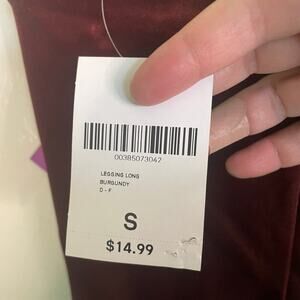 00385073042
LEGGING LONG
BURGUNDY
D - F
S
$14.99